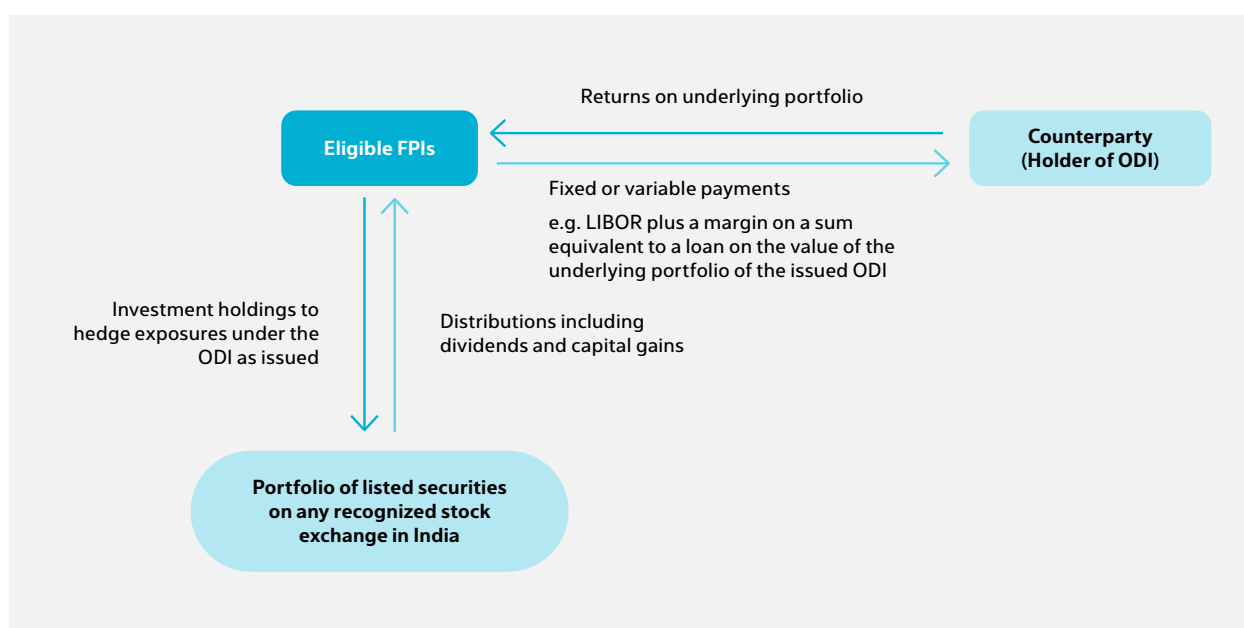 Returns on underlying portfolio
Eligible FPIs
Counterparty
(Holder of ODI)
Fixed or variable payments
e.g. LIBOR plus a margin on a sum
equivalent to a loan on the value of the
underlying portfolio of the issued ODI
Investment holdings to
hedge exposures under the
ODI as issued
Distributions including
dividends and capital gains
Portfolio of listed securities
on any recognized stock
exchange in India